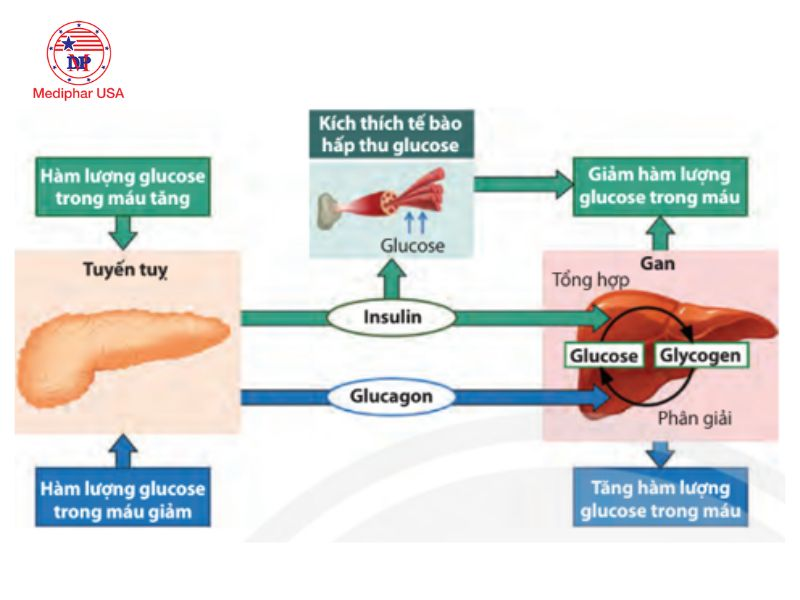 MDP
Mediphar USA
Kích thích tế bào
hấp thu glucose
Hàm lượng glucose
trong máu tăng
Giảm hàm lượng
glucose trong máu
Glucose
Tuyến tuỵ
Gan
Tổng hợp
Insulin
Glucose
Glycogen
Glucagon
Phân giải
Hàm lượng glucose
trong máu giảm
Tăng hàm lượng
glucose trong máu